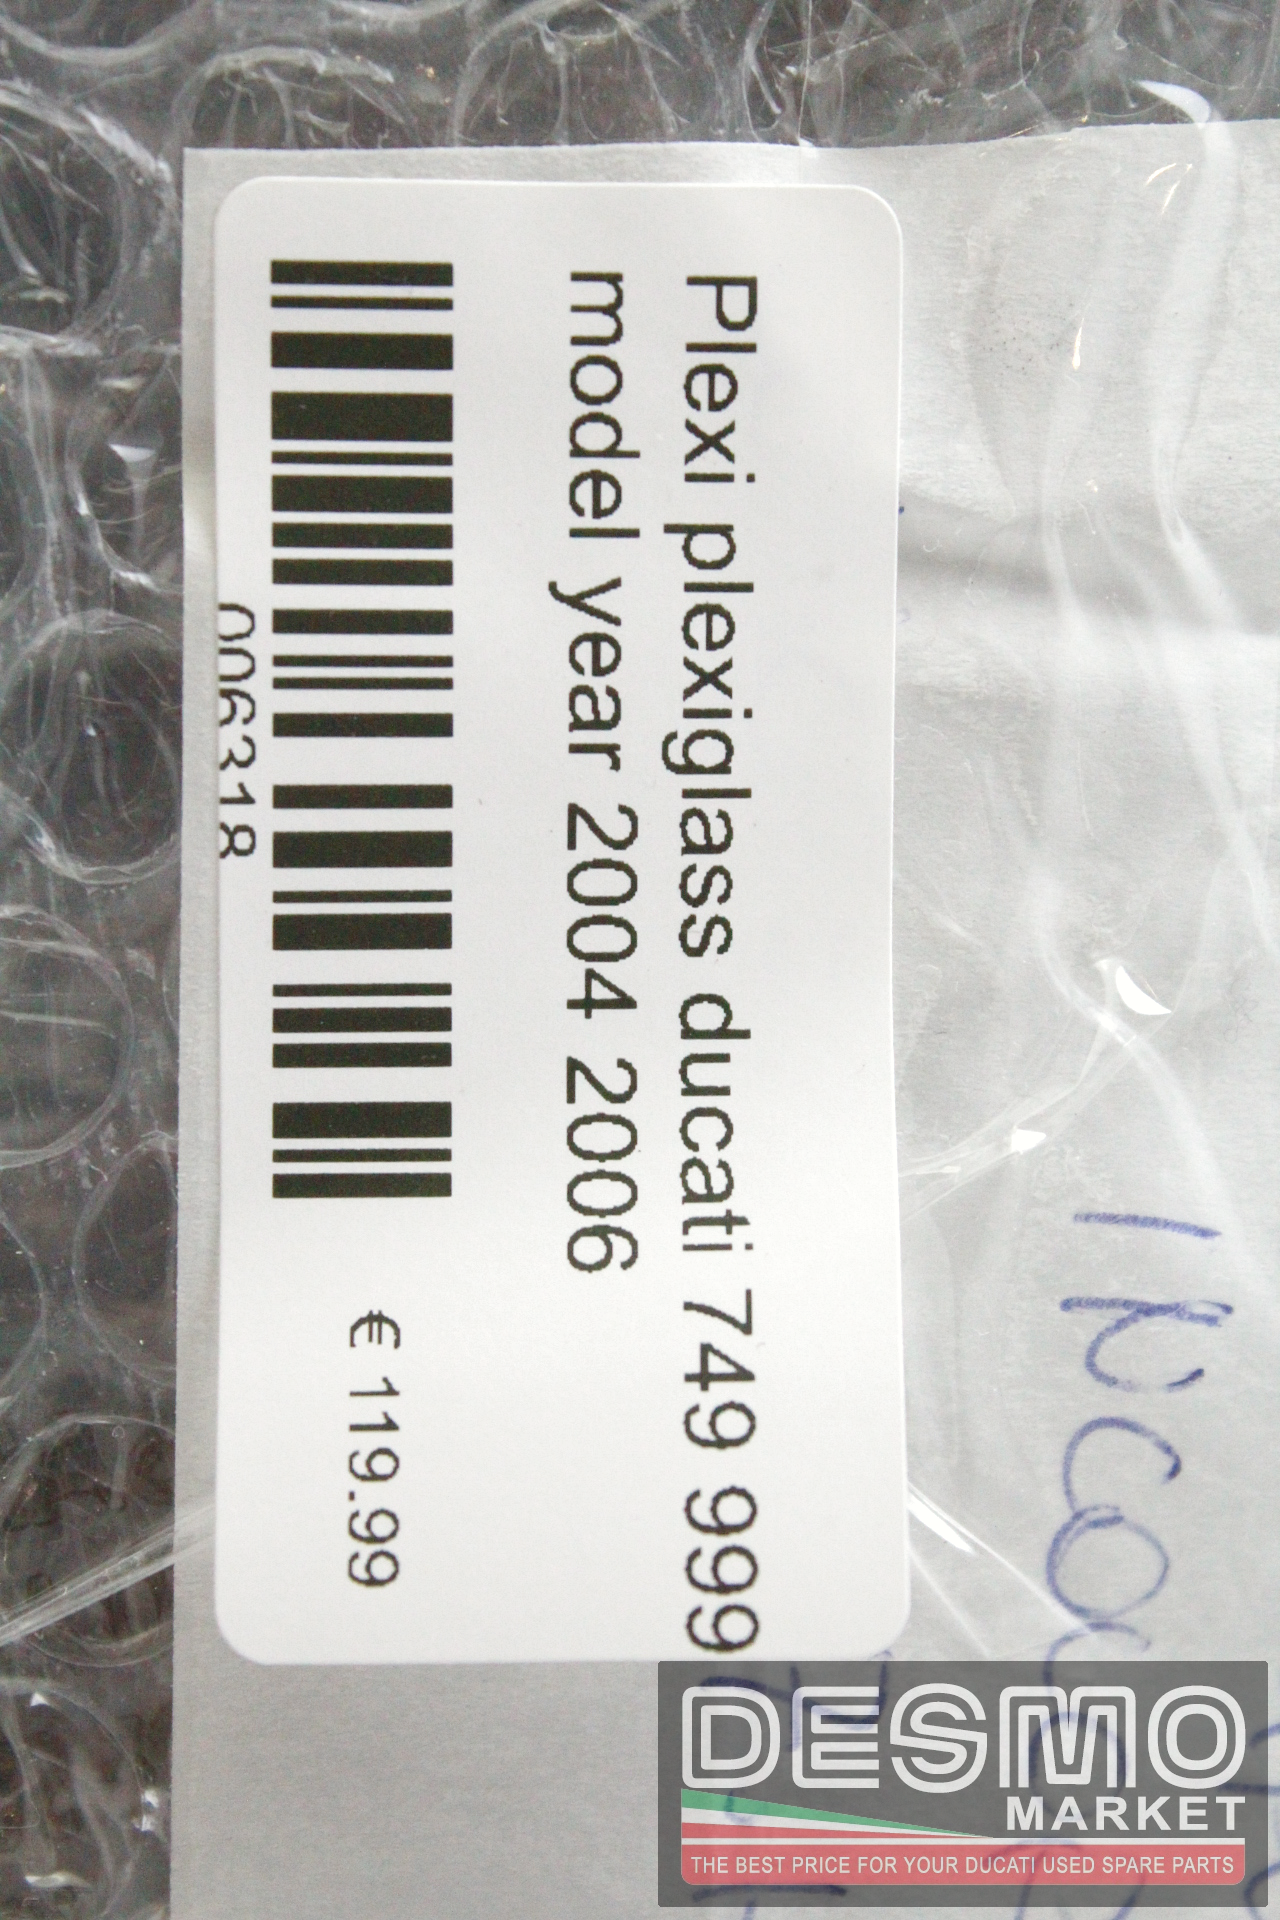 Plexi plexiglass ducati 749 999
model year 2004 2006
€ 119.99
006318
DESMO
MARKET
THE BEST PRICE FOR YOUR DUCATI USED SPARE PARTS